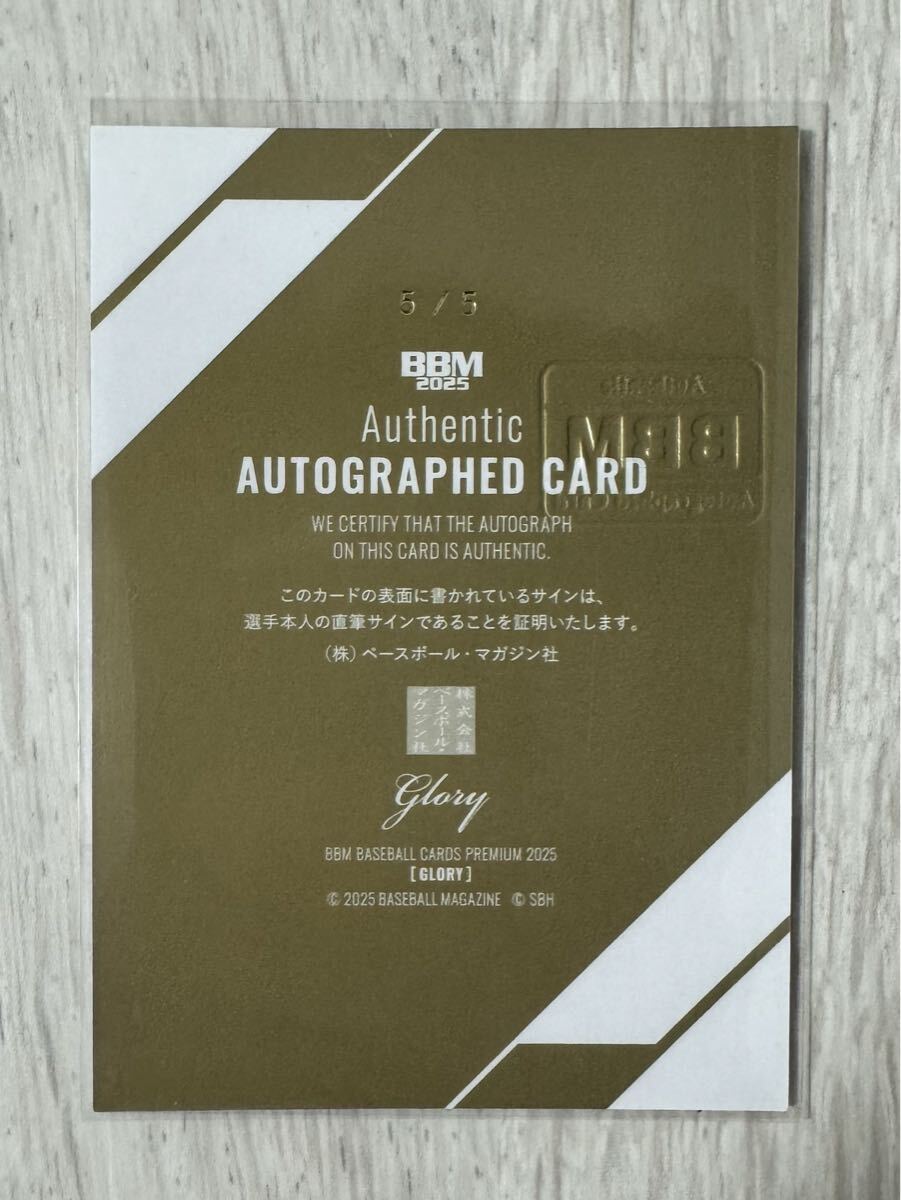 5 / 5
BBM
2025
Authentic
AUTOGRAPHED CARD
WE CERTIFY THAT THE AUTOGRAPH
ON THIS CARD IS AUTHENTIC.
このカードの表面に書かれているサインは、
選手本人の直筆サインであることを証明いたします。
(株)ベースボール・マガジン社
株式会社
ベースボール・
マガジン社
Glory
BBM BASEBALL CARDS PREMIUM 2025
[GLORY]
© 2025 BASEBALL MAGAZINE © SBH
BBM